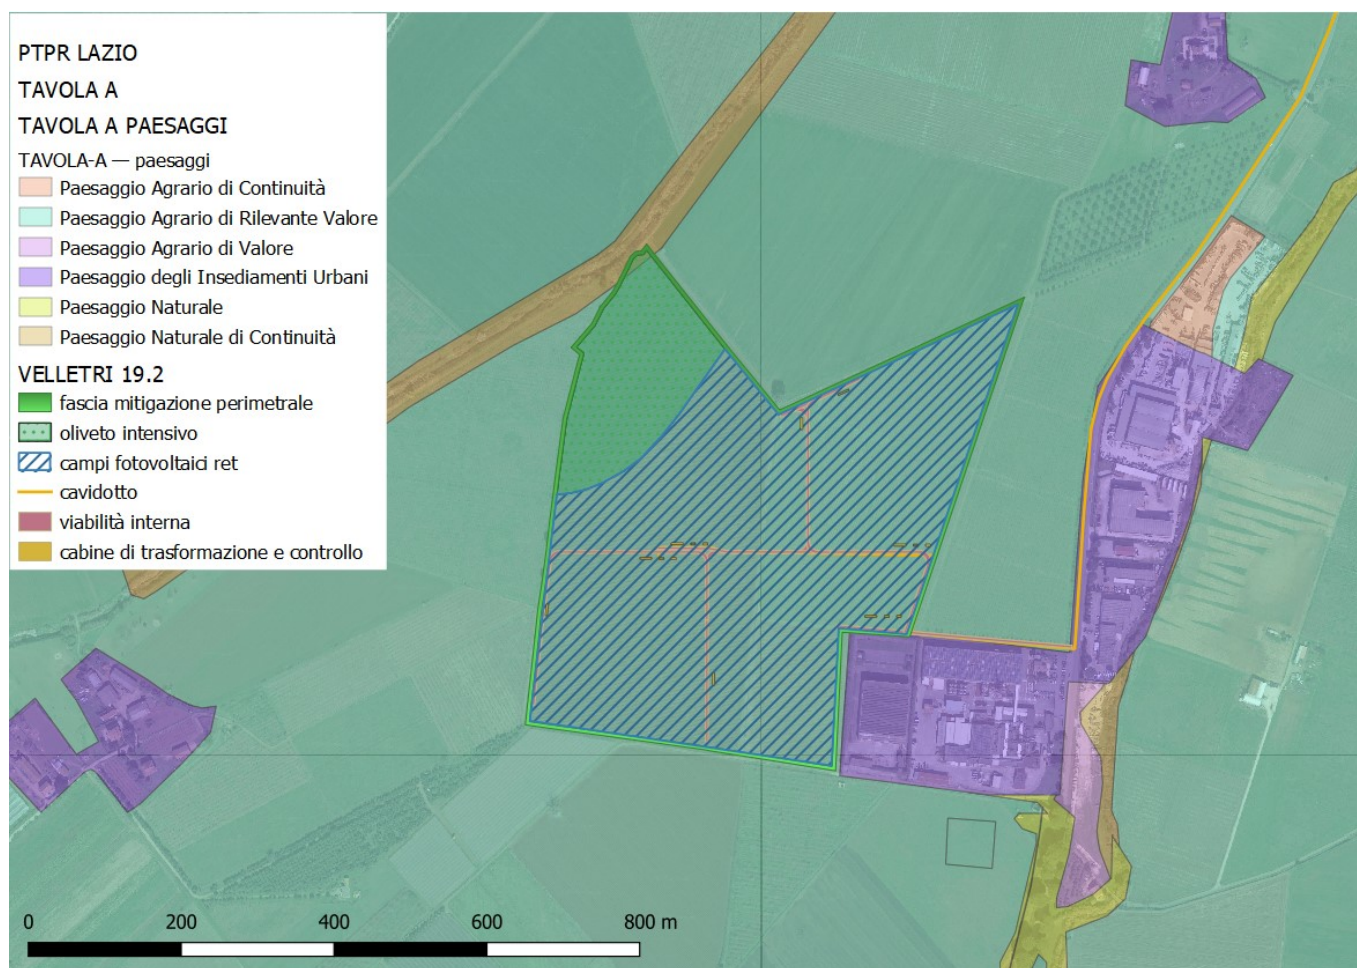 PTPR LAZIO
TAVOLA A
TAVOLA A PAESAGGI
TAVOLA-A — paesaggi
Paesaggio Agrario di Continuità
Paesaggio Agrario di Rilevante Valore
Paesaggio Agrario di Valore
Paesaggio degli Insediamenti Urbani
Paesaggio Naturale
Paesaggio Naturale di Continuità
VELLETRI 19.2
fascia mitigazione perimetrale
oliveto intensivo
campi fotovoltaici ret
cavidotto
viabilità interna
cabine di trasformazione e controllo
0 200 400 600 800 m